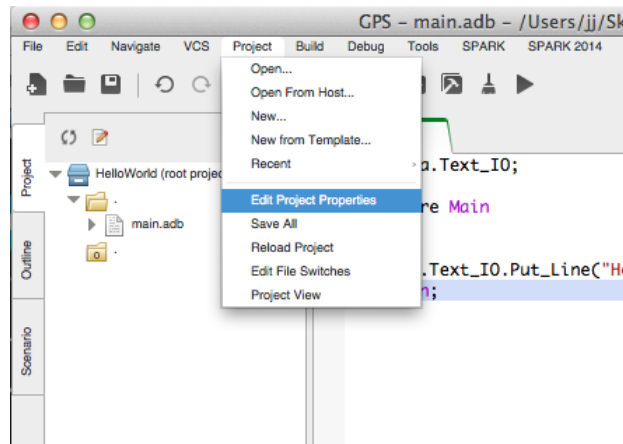 GPS – main.adb – /Users/jj/Sk
File Edit Navigate VCS Project Build Debug Tools SPARK SPARK 2014
Open...
Open From Host...
New...
New from Template...
Recent
Edit Project Properties
Save All
Reload Project
Edit File Switches
Project View
Project
Outline
Scenario
HelloWorld (root projec
.
main.adb
o .
a.Text_IO;
re Main
.Text_IO.Put_Line("He
n;